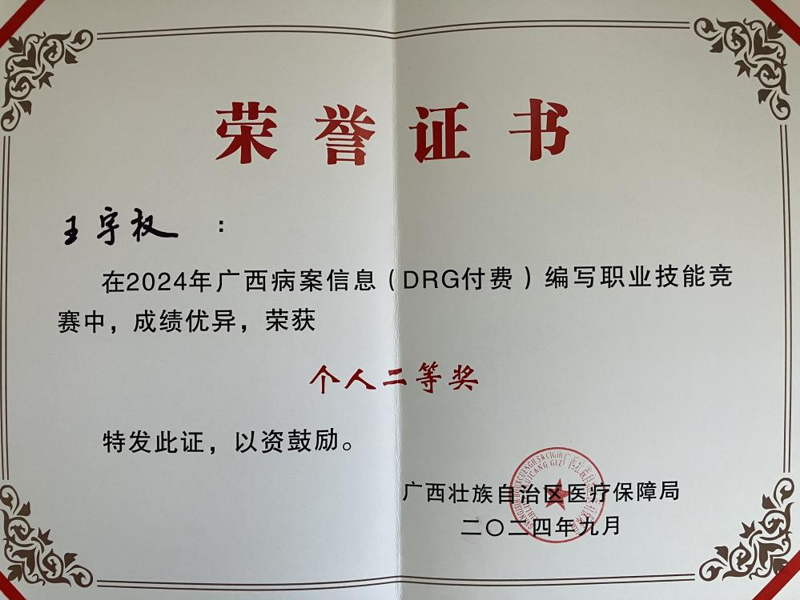 荣誉证书
王宇权 :
在2024年广西病案信息（DRG付费）编写职业技能竞
赛中，成绩优异，荣获
个人二等奖
特发此证，以资鼓励。
广西壮族自治区医疗保障局
二〇二四年九月